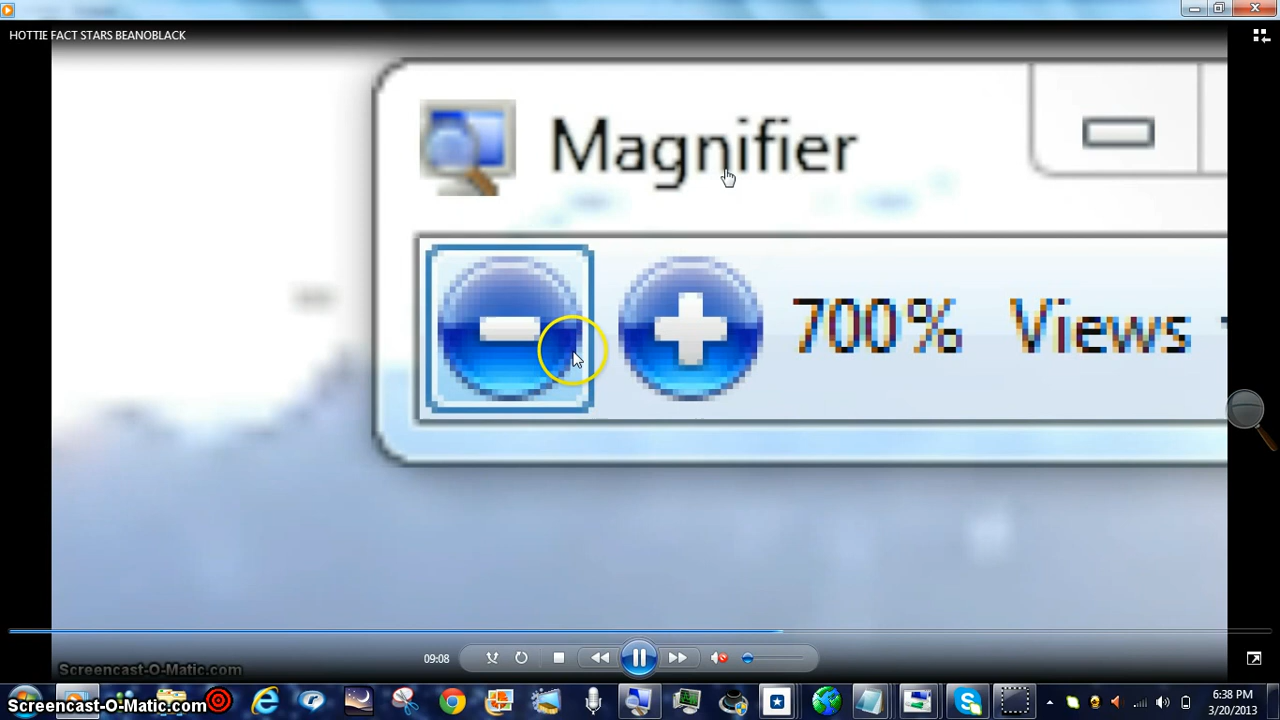 HOTTIE FACT STARS BEANOBLACK
Magnifier
700% Views
09:08
Screencast-O-Matic.com
Screencast-O-Matic.com
6:38 PM
3/20/2013